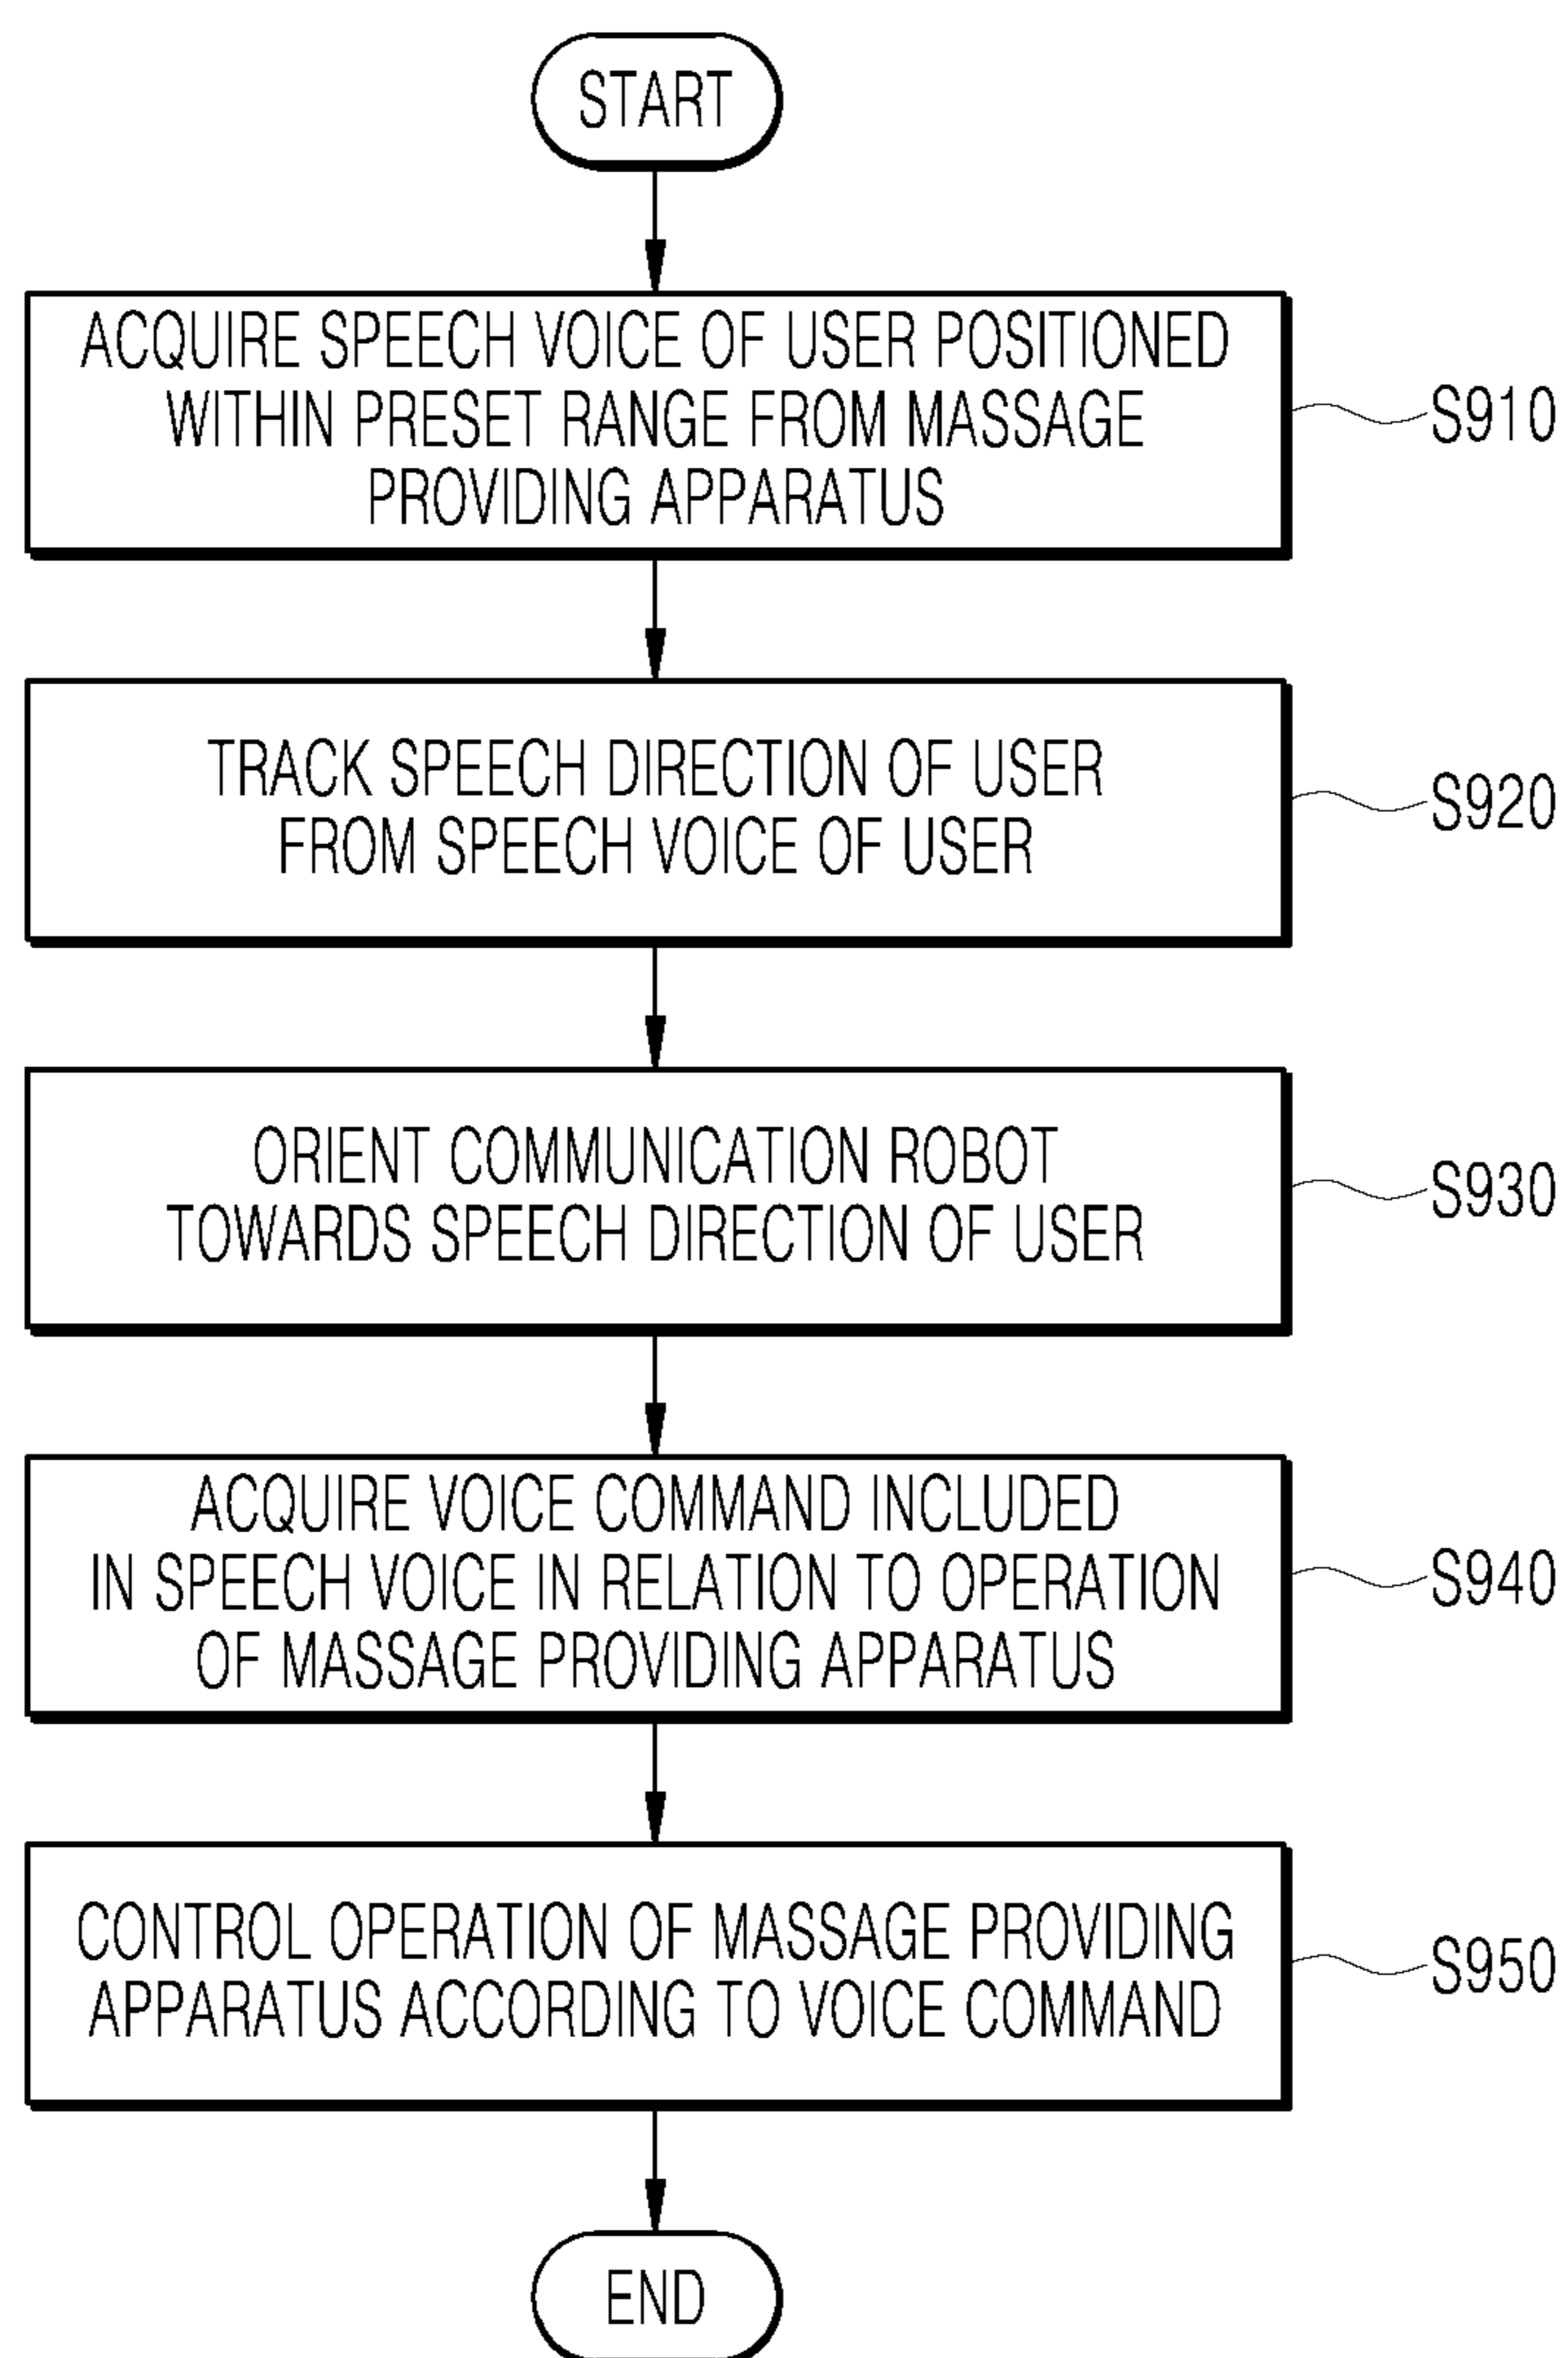 START
ACQUIRE SPEECH VOICE OF USER POSITIONED
WITHIN PRESET RANGE FROM MASSAGE
PROVIDING APPARATUS
S910
TRACK SPEECH DIRECTION OF USER
FROM SPEECH VOICE OF USER
S920
ORIENT COMMUNICATION ROBOT
TOWARDS SPEECH DIRECTION OF USER
S930
ACQUIRE VOICE COMMAND INCLUDED
IN SPEECH VOICE IN RELATION TO OPERATION
OF MASSAGE PROVIDING APPARATUS
S940
CONTROL OPERATION OF MASSAGE PROVIDING
APPARATUS ACCORDING TO VOICE COMMAND
S950
END